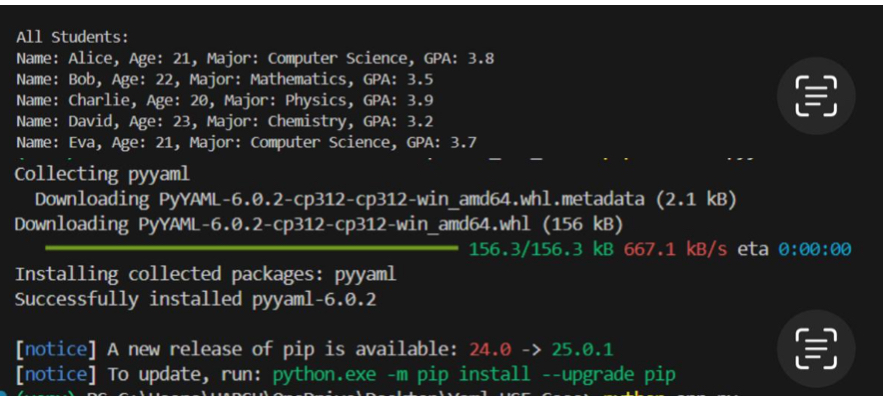 All Students:
Name: Alice, Age: 21, Major: Computer Science, GPA: 3.8
Name: Bob, Age: 22, Major: Mathematics, GPA: 3.5
Name: Charlie, Age: 20, Major: Physics, GPA: 3.9
Name: David, Age: 23, Major: Chemistry, GPA: 3.2
Name: Eva, Age: 21, Major: Computer Science, GPA: 3.7
Collecting pyyaml
  Downloading PyYAML-6.0.2-cp312-cp312-win_amd64.whl.metadata (2.1 kB)
Downloading PyYAML-6.0.2-cp312-cp312-win_amd64.whl (156 kB)
156.3/156.3 kB 667.1 kB/s eta 0:00:00
Installing collected packages: pyyaml
Successfully installed pyyaml-6.0.2
[notice] A new release of pip is available: 24.0 -> 25.0.1
[notice] To update, run: python.exe -m pip install --upgrade pip